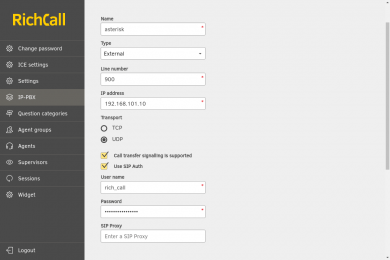 RichCall
Change password
ICE settings
Settings
IP-PBX
Question categories
Agent groups
Agents
Supervisors
Sessions
Widget
Logout
Name
asterisk
Type
External
Line number
900
IP address
192.168.101.10
Transport
TCP
UDP
Call transfer signalling is supported
Use SIP Auth
User name
rich_call
Password
••••••••••••••••
SIP Proxy
Enter a SIP Proxy